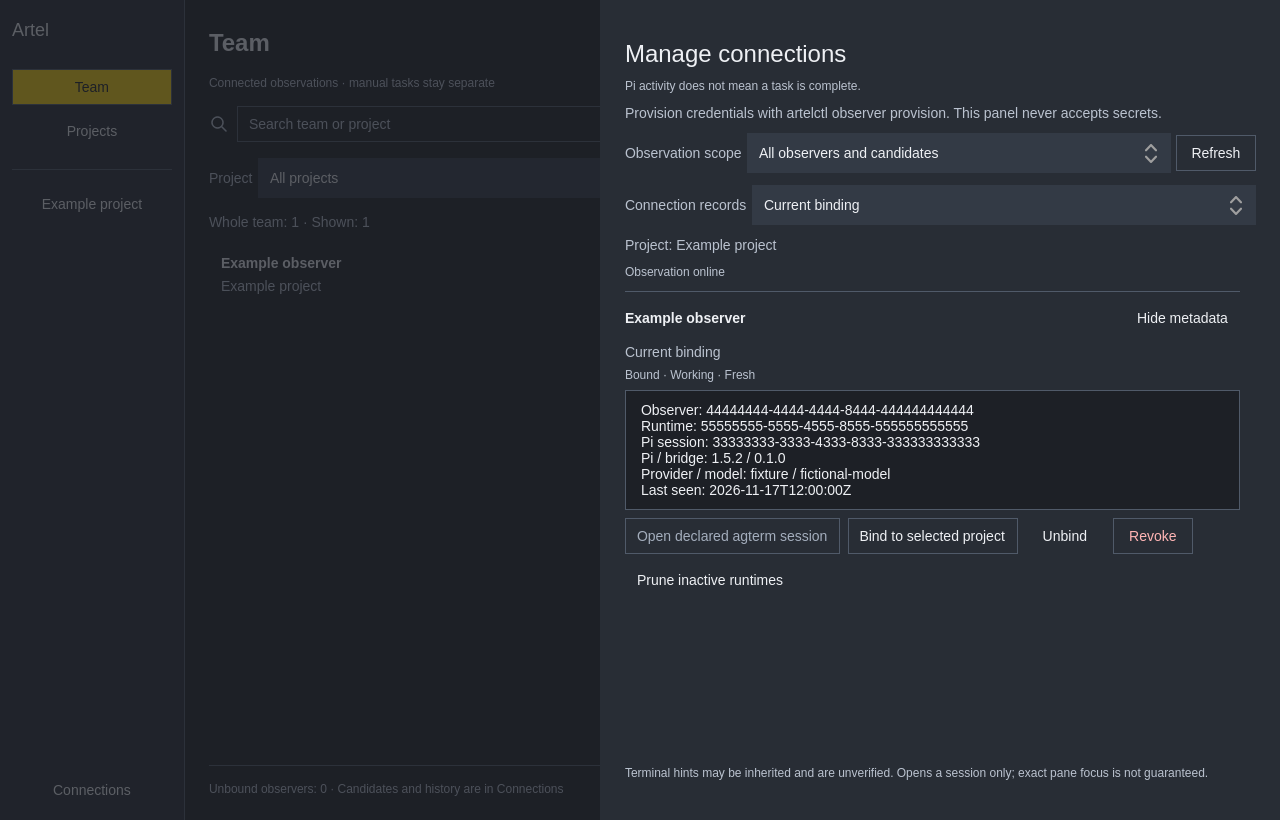 Artel
Team
Projects
Example project
Connections
Team
Connected observations · manual tasks stay separate
Search team or project
Project All projects
Whole team: 1 · Shown: 1
Example observer
Example project
Unbound observers: 0 · Candidates and history are in Connections
Manage connections
Pi activity does not mean a task is complete.
Provision credentials with artelctl observer provision. This panel never accepts secrets.
Observation scope All observers and candidates Refresh
Connection records Current binding
Project: Example project
Observation online
Example observer Hide metadata
Current binding
Bound · Working · Fresh
Observer: 44444444-4444-4444-8444-444444444444
Runtime: 55555555-5555-4555-8555-555555555555
Pi session: 33333333-3333-4333-8333-333333333333
Pi / bridge: 1.5.2 / 0.1.0
Provider / model: fixture / fictional-model
Last seen: 2026-11-17T12:00:00Z
Open declared agterm session Bind to selected project Unbind Revoke
Prune inactive runtimes
Terminal hints may be inherited and are unverified. Opens a session only; exact pane focus is not guaranteed.